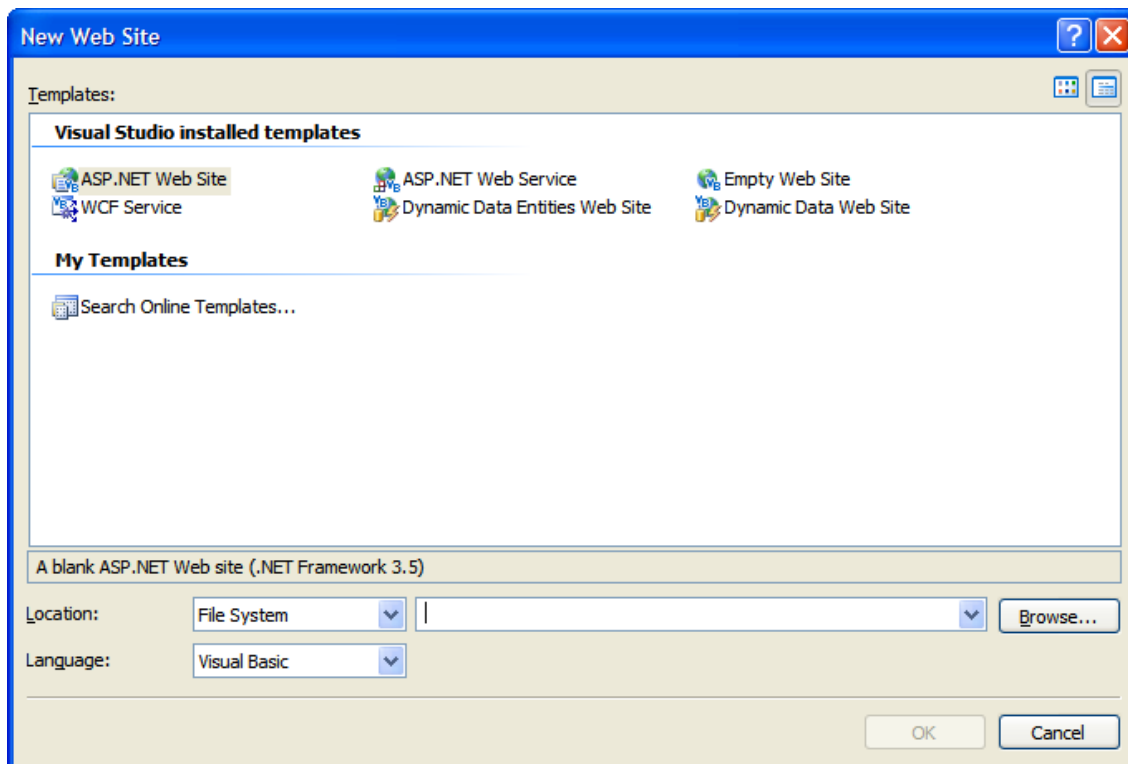 New Web Site
Templates:
Visual Studio installed templates
ASP.NET Web Site ASP.NET Web Service Empty Web Site
WCF Service Dynamic Data Entities Web Site Dynamic Data Web Site
My Templates
Search Online Templates...
A blank ASP.NET Web site (.NET Framework 3.5)
Location: File System Browse...
Language: Visual Basic
OK Cancel